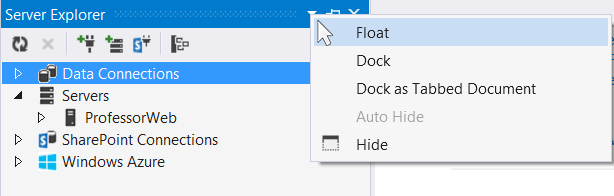 Server Explorer
Float
Dock
Dock as Tabbed Document
Auto Hide
Hide
Data Connections
Servers
ProfessorWeb
SharePoint Connections
Windows Azure